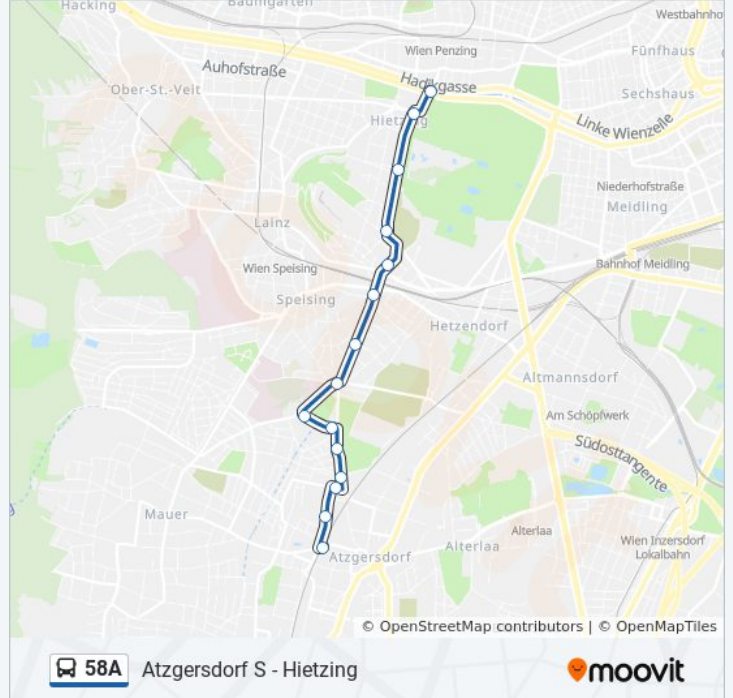 Hacking
Baumgarten
Westbahnho
Wien Penzing
Fünfhaus
Auhofstraße
Hadikgasse
Ober-St.-Veit
Sechshaus
Hietzing
Linke Wienzeile
Niederhofstraße
Meidling
Lainz
Wien Speising
Bahnhof Meidling
Speising
Hetzendorf
Altmannsdorf
Am Schöpfwerk
Südosttangente
Mauer
Alterlaa
Wien Inzersdorf
Lokalbahn
Atzgersdorf
Alterlaa
© OpenStreetMap contributors | © OpenMapTiles
58A
Atzgersdorf S - Hietzing
moovit